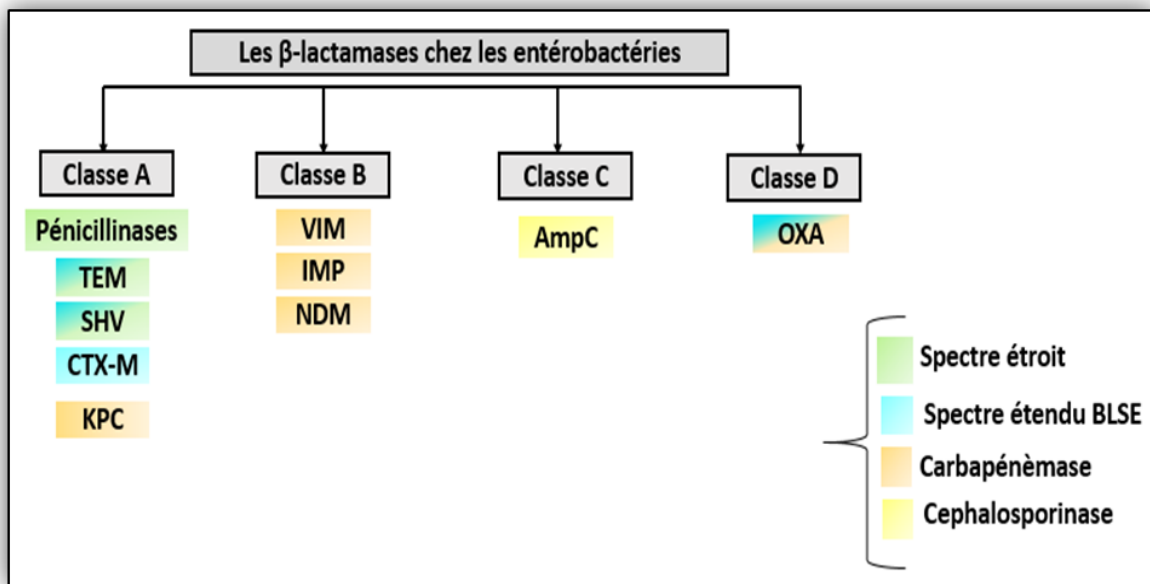 Les β-lactamases chez les entérobactéries
Classe A
Classe B
Classe C
Classe D
Pénicillinases
TEM
SHV
CTX-M
KPC
VIM
IMP
NDM
AmpC
OXA
Spectre étroit
Spectre étendu BLSE
Carbapénèmase
Cephalosporinase